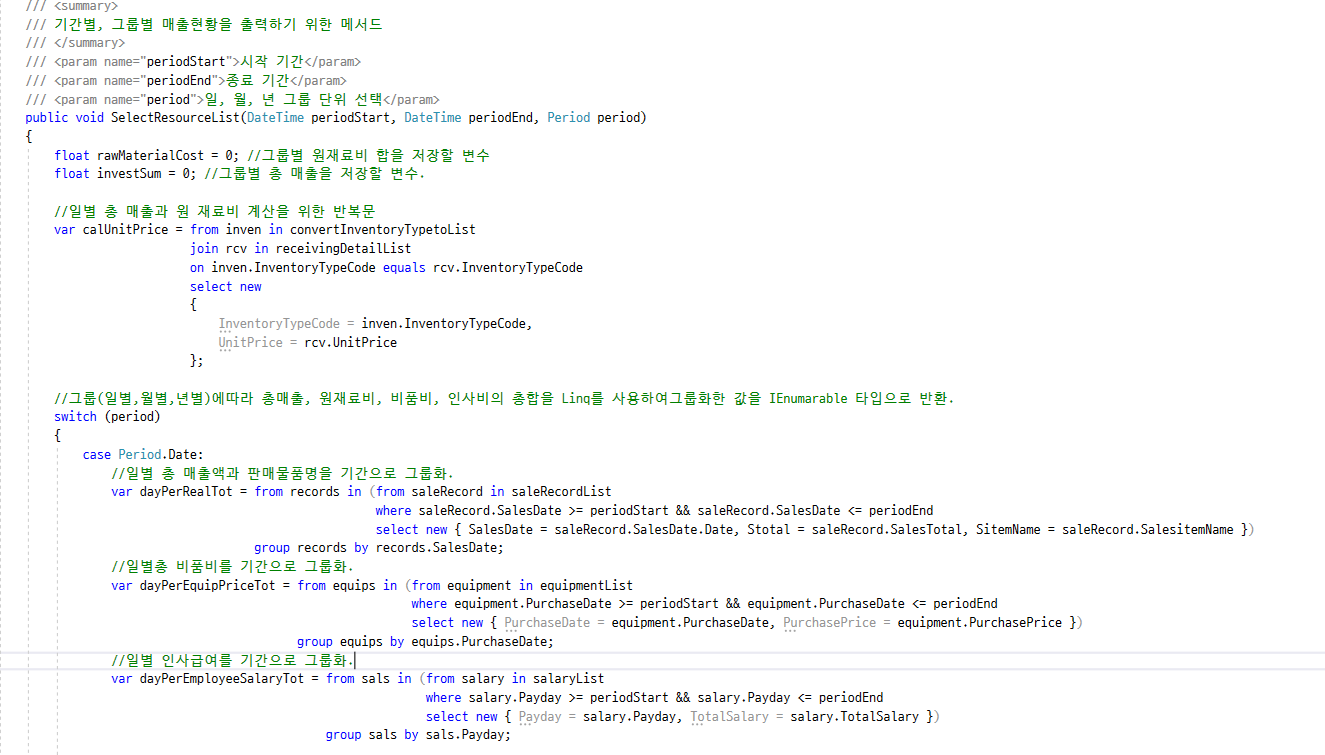 /// <summary>
/// 기간별, 그룹별 매출현황을 출력하기 위한 메서드
/// </summary>
/// <param name="periodStart">시작 기간</param>
/// <param name="periodEnd">종료 기간</param>
/// <param name="period">일, 월, 년 그룹 단위 선택</param>
public void SelectResourceList(DateTime periodStart, DateTime periodEnd, Period period)
{
float rawMaterialCost = 0; //그룹별 원재료비 합을 저장할 변수
float investSum = 0; //그룹별 총 매출을 저장할 변수.
//일별 총 매출과 원 재료비 계산을 위한 반복문
var calUnitPrice = from inven in convertInventoryTypetoList
join rcv in receivingDetailList
on inven.InventoryTypeCode equals rcv.InventoryTypeCode
select new
{
InventoryTypeCode = inven.InventoryTypeCode,
UnitPrice = rcv.UnitPrice
};
//그룹(일별,월별,년별)에따라 총매출, 원재료비, 비품비, 인사비의 총합을 Linq를 사용하여그룹화한 값을 IEnumarable 타입으로 반환.
switch (period)
{
case Period.Date:
//일별 총 매출액과 판매물품명을 기간으로 그룹화.
var dayPerRealTot = from records in (from saleRecord in saleRecordList
where saleRecord.SalesDate >= periodStart && saleRecord.SalesDate <= periodEnd
select new { SalesDate = saleRecord.SalesDate.Date, Stotal = saleRecord.SalesTotal, SitemName = saleRecord.SalesitemName })
group records by records.SalesDate;
//일별총 비품비를 기간으로 그룹화.
var dayPerEquipPriceTot = from equips in (from equipment in equipmentList
where equipment.PurchaseDate >= periodStart && equipment.PurchaseDate <= periodEnd
select new { PurchaseDate = equipment.PurchaseDate, PurchasePrice = equipment.PurchasePrice })
group equips by equips.PurchaseDate;
//일별 인사급여를 기간으로 그룹화.
var dayPerEmployeeSalaryTot = from sals in (from salary in salaryList
where salary.Payday >= periodStart && salary.Payday <= periodEnd
select new { Payday = salary.Payday, TotalSalary = salary.TotalSalary })
group sals by sals.Payday;